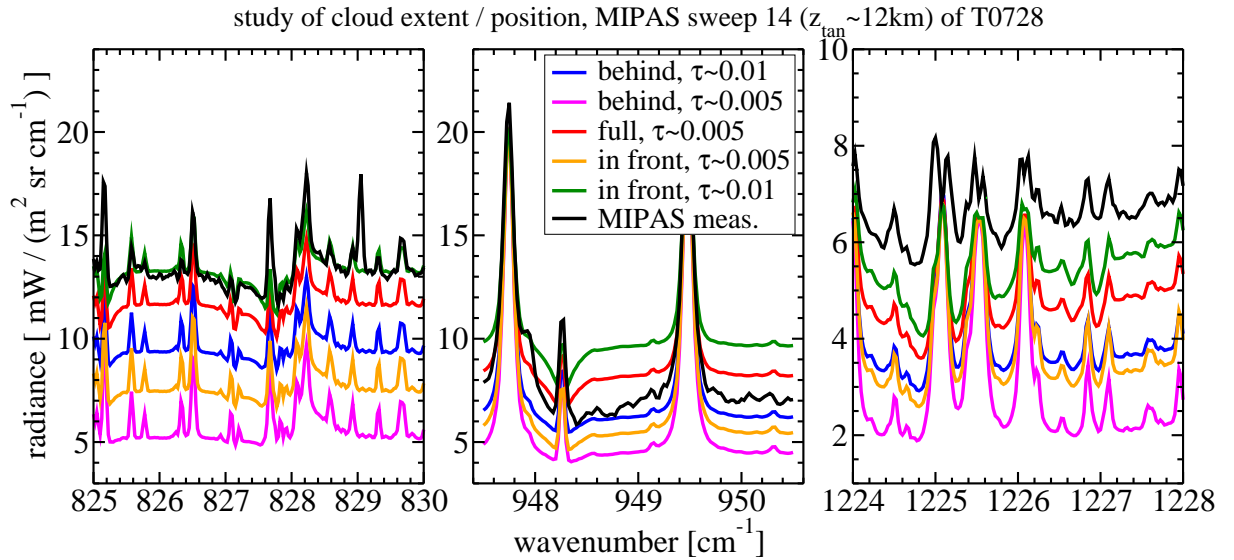 study of cloud extent / position, MIPAS sweep 14 (z_tan~12km) of T0728
radiance [ mW / (m² sr cm⁻¹) ]
20
15
10
5
825 826 827 828 829 830
20
15
10
5
948 949 950
behind, τ~0.01
behind, τ~0.005
full, τ~0.005
in front, τ~0.005
in front, τ~0.01
MIPAS meas.
10
8
6
4
2
1224 1225 1226 1227 1228
wavenumber [cm⁻¹]